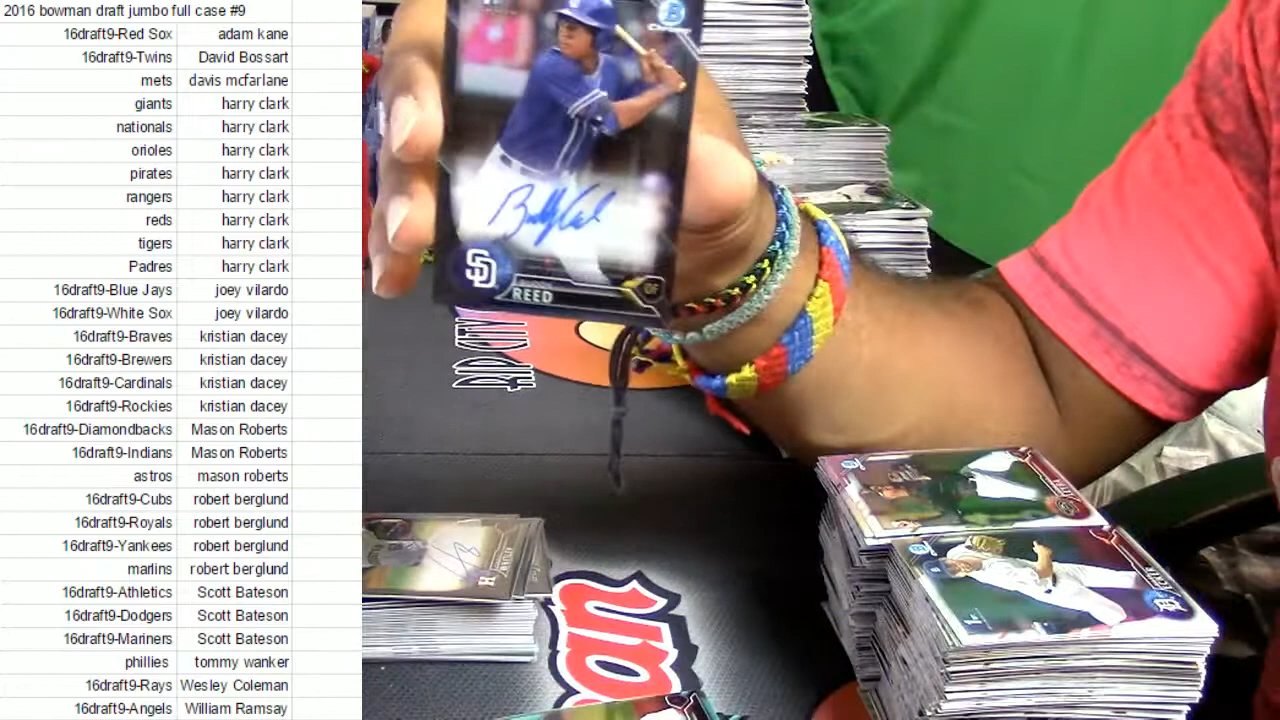 2016 bowman draft jumbo full case #9
16draft9-Red Sox adam kane
16draft9-Twins David Bossart
mets davis mcfarlane
giants harry clark
nationals harry clark
orioles harry clark
pirates harry clark
rangers harry clark
reds harry clark
tigers harry clark
Padres harry clark
16draft9-Blue Jays joey vilardo
16draft9-White Sox joey vilardo
16draft9-Braves kristian dacey
16draft9-Brewers kristian dacey
16draft9-Cardinals kristian dacey
16draft9-Rockies kristian dacey
16draft9-Diamondbacks Mason Roberts
16draft9-Indians Mason Roberts
astros mason roberts
16draft9-Cubs robert berglund
16draft9-Royals robert berglund
16draft9-Yankees robert berglund
marlins robert berglund
16draft9-Athletics Scott Bateson
16draft9-Dodgers Scott Bateson
16draft9-Mariners Scott Bateson
phillies tommy wanker
16draft9-Rays Wesley Coleman
16draft9-Angels William Ramsay
B
SD
REED
OF
RIP CITY